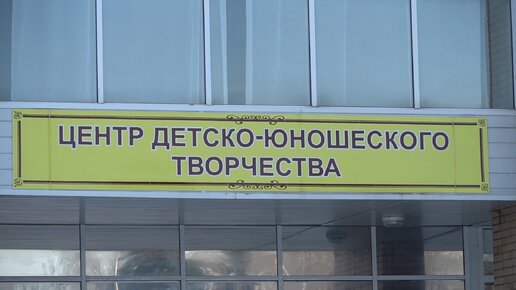 ЦЕНТР ДЕТСКО-ЮНОШЕСКОГО
ТВОРЧЕСТВА